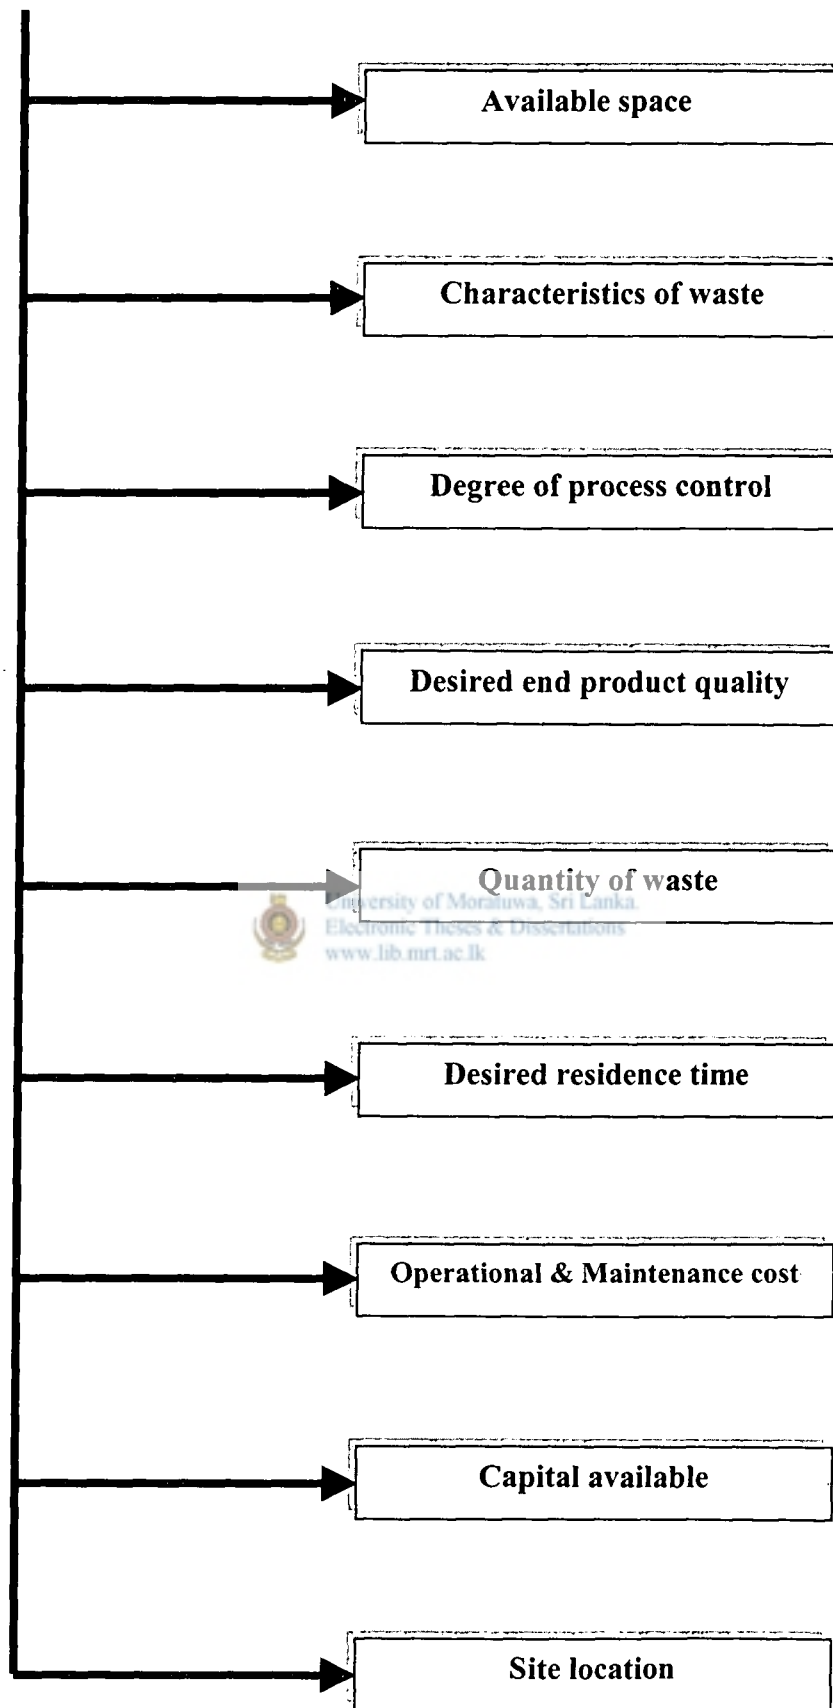 Available space
Characteristics of waste
Degree of process control
Desired end product quality
Quantity of waste
University of Moratuwa, Sri Lanka.
Electronic Theses & Dissertations
www.lib.mrt.ac.lk
Desired residence time
Operational & Maintenance cost
Capital available
Site location